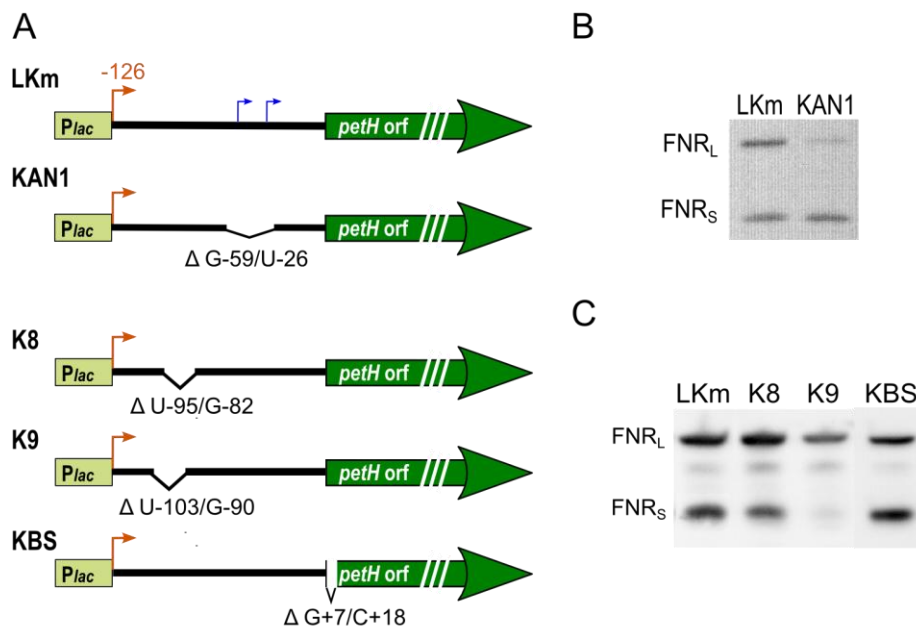 A
LKm
-126
Plac
petH orf
KAN1
Plac
petH orf
Δ G-59/U-26
K8
Plac
petH orf
Δ U-95/G-82
K9
Plac
petH orf
Δ U-103/G-90
KBS
Plac
petH orf
Δ G+7/C+18
B
LKm KAN1
FNRL
FNRS
C
LKm K8 K9 KBS
FNRL
FNRS